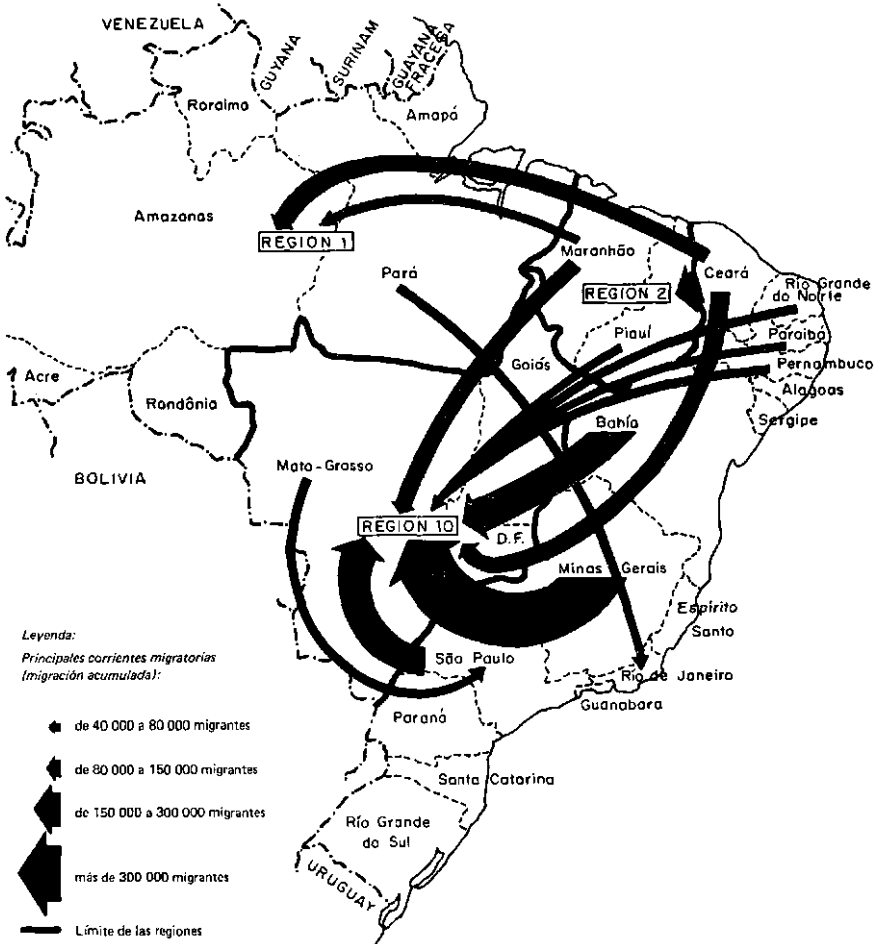 VENEZUELA
GUYANA
SURINAM
GUAYANA
FRACESA
Roraima
Amapá
Amazonas
REGION 1
Maranhão
Pará
REGION 2
Ceará
Río Grande
do Norte
Piauí
Paraiba
Goiás
Pernambuco
Acre
Alagoas
Rondônia
Sergipe
Bahía
Mato-Grosso
BOLIVIA
REGION 10
D.F.
Minas Gerais
Espírito
Santo
Leyenda:
Principales corrientes migratorias
(migración acumulada):
São Paulo
Rio de Janeiro
Guanabara
Paraná
de 40 000 a 80 000 migrantes
de 80 000 a 150 000 migrantes
Santa Catarina
de 150 000 a 300 000 migrantes
Río Grande
do Sul
más de 300 000 migrantes
URUGUAY
Límite de las regiones